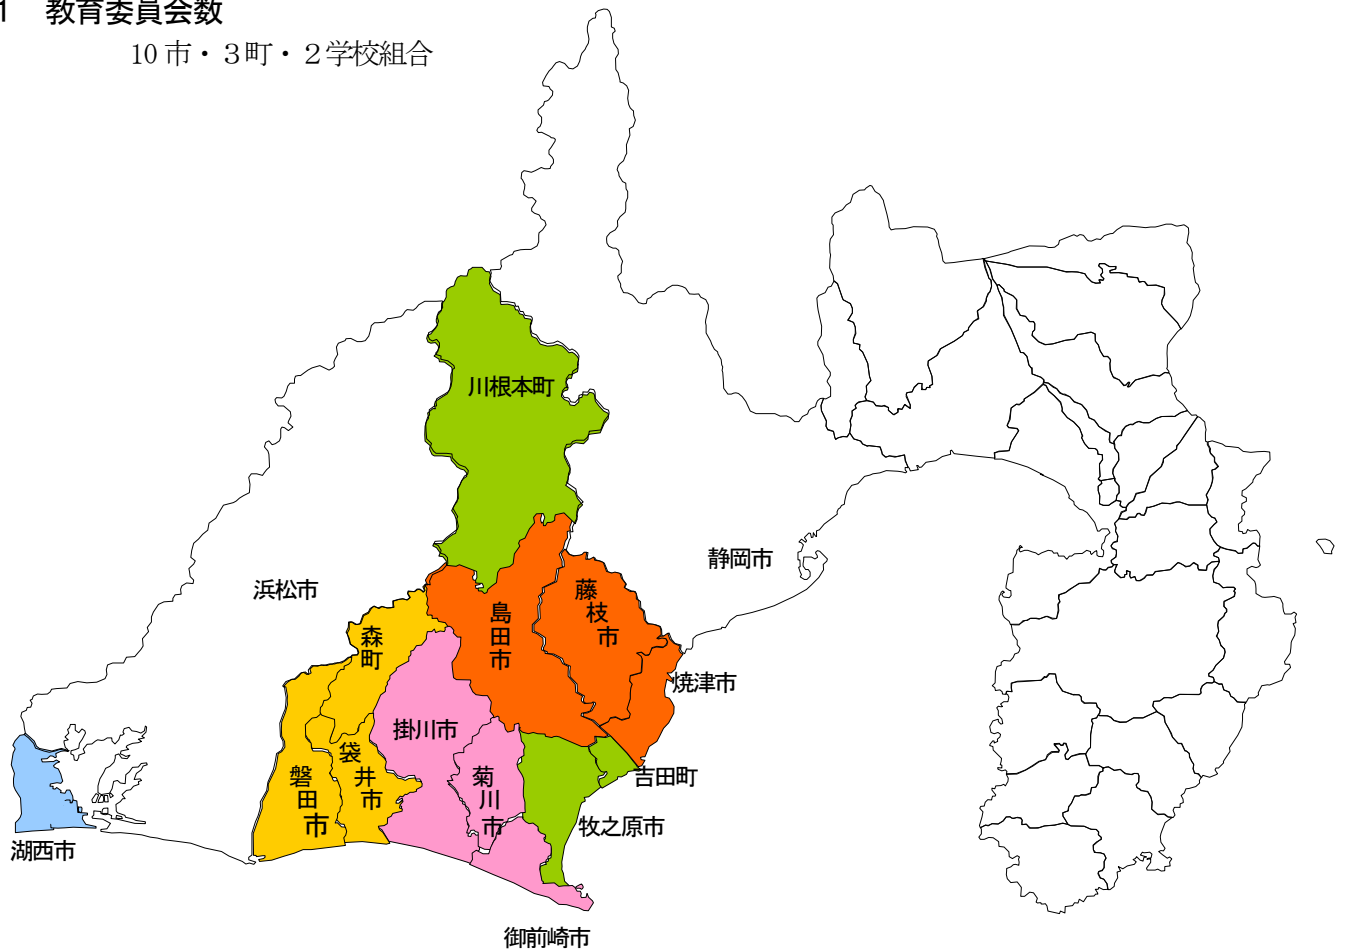 1 教育委員会数
10市・3町・2学校組合
川根本町
静岡市
浜松市
藤枝市
島田市
森町
焼津市
掛川市
袋井市
磐田市
菊川市
吉田町
牧之原市
湖西市
御前崎市